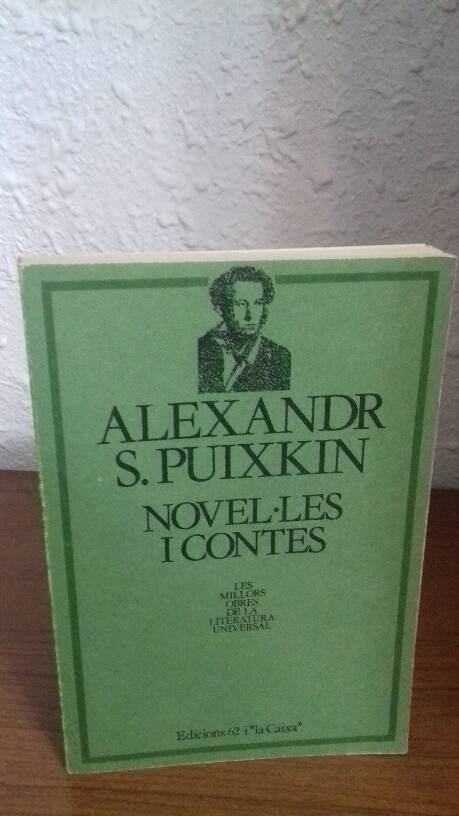 ALEXANDR
S. PUIXKIN
NOVEL·LES
I CONTES
LES
MILLORS
OBRES
DE LA
LITERATURA
UNIVERSAL
Edicions 62 i "la Caixa"